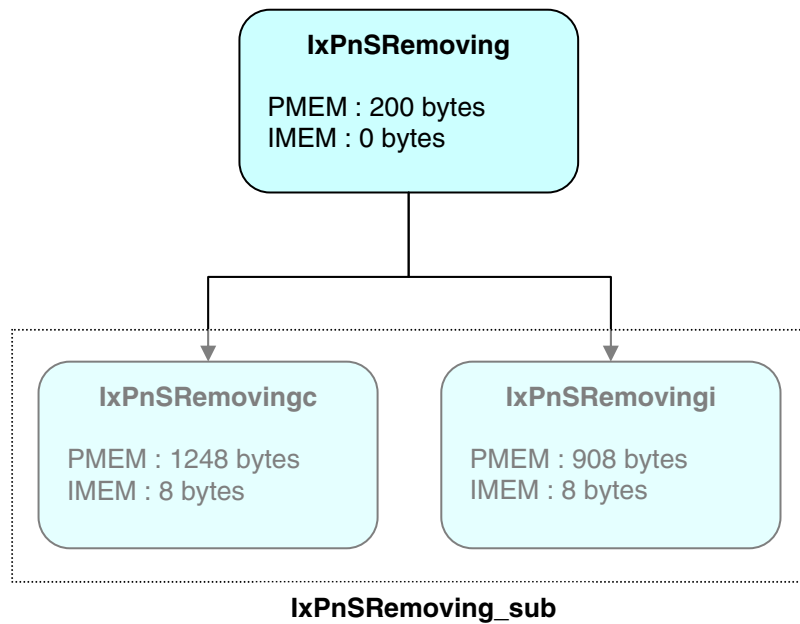 IxPnSRemoving
PMEM : 200 bytes
IMEM : 0 bytes
IxPnSRemovingc
PMEM : 1248 bytes
IMEM : 8 bytes
IxPnSRemovingi
PMEM : 908 bytes
IMEM : 8 bytes
IxPnSRemoving_sub